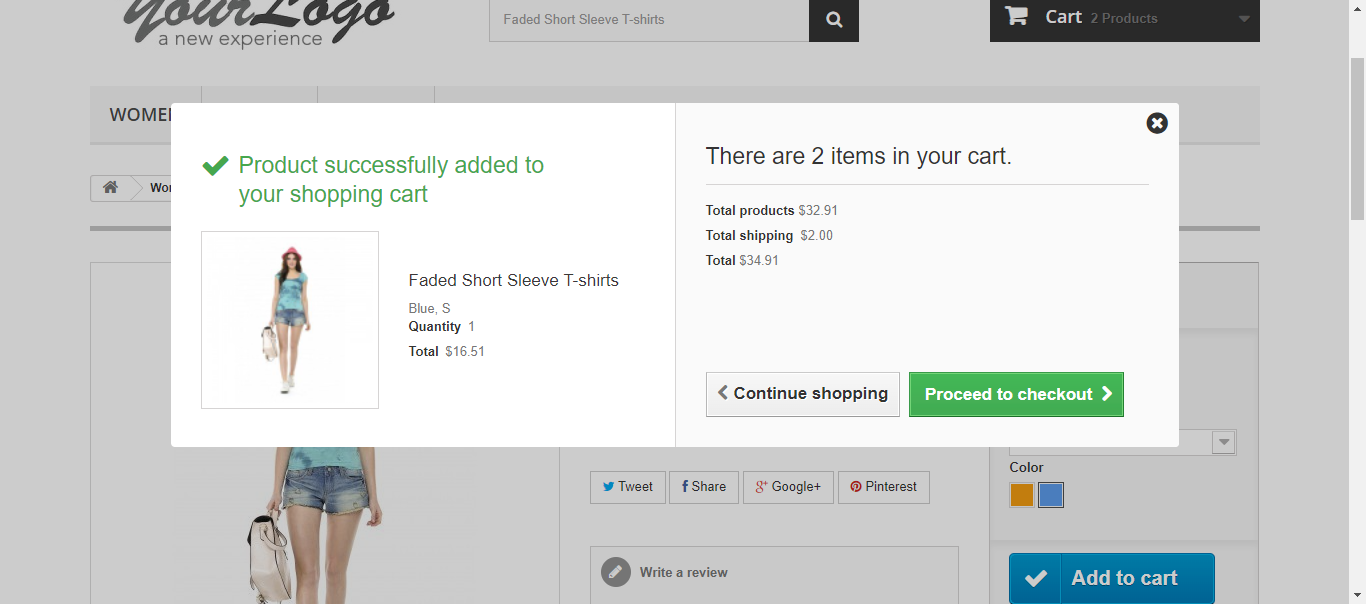 YourLogo
a new experience
Faded Short Sleeve T-shirts
Cart 2 Products
Product successfully added to
your shopping cart
Faded Short Sleeve T-shirts
Blue, S
Quantity 1
Total $16.51
There are 2 items in your cart.
Total products $32.91
Total shipping $2.00
Total $34.91
Continue shopping
Proceed to checkout
Tweet
Share
Google+
Pinterest
Write a review
Color
Add to cart